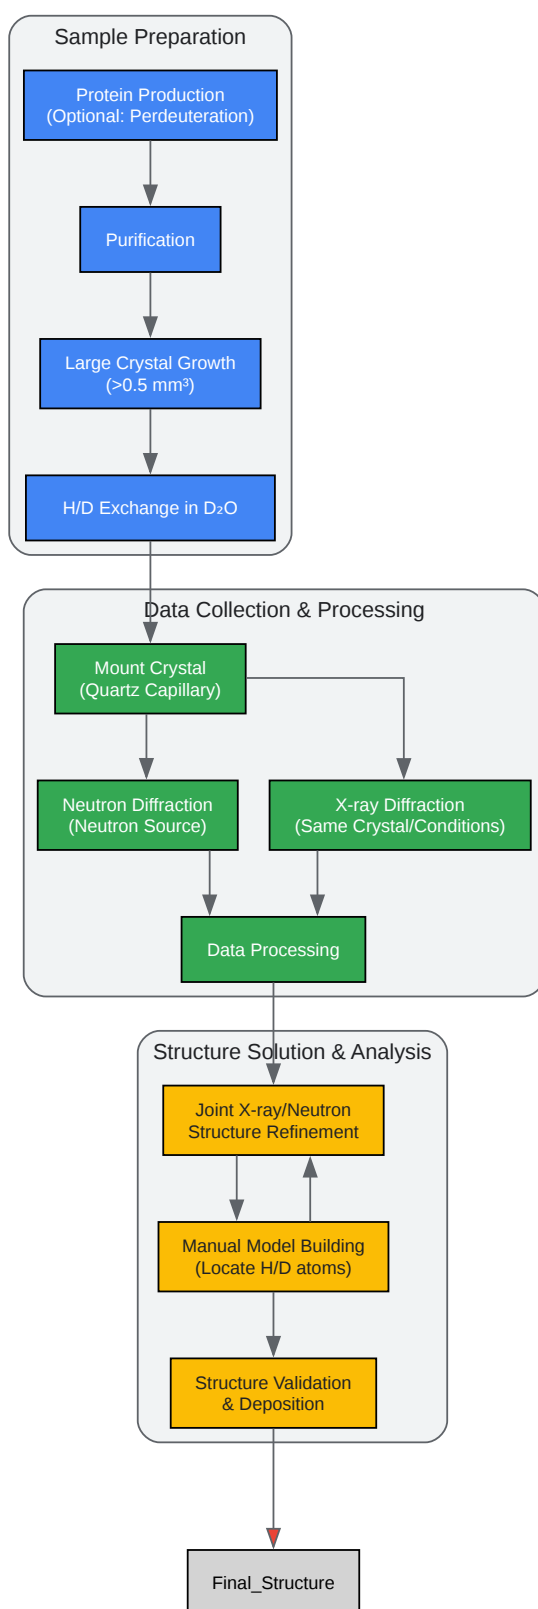 Sample Preparation
Protein Production
(Optional: Perdeuteration)
Purification
Large Crystal Growth
(>0.5 mm³)
H/D Exchange in D₂O
Data Collection & Processing
Mount Crystal
(Quartz Capillary)
Neutron Diffraction
(Neutron Source)
X-ray Diffraction
(Same Crystal/Conditions)
Data Processing
Structure Solution & Analysis
Joint X-ray/Neutron
Structure Refinement
Manual Model Building
(Locate H/D atoms)
Structure Validation
& Deposition
Final_Structure